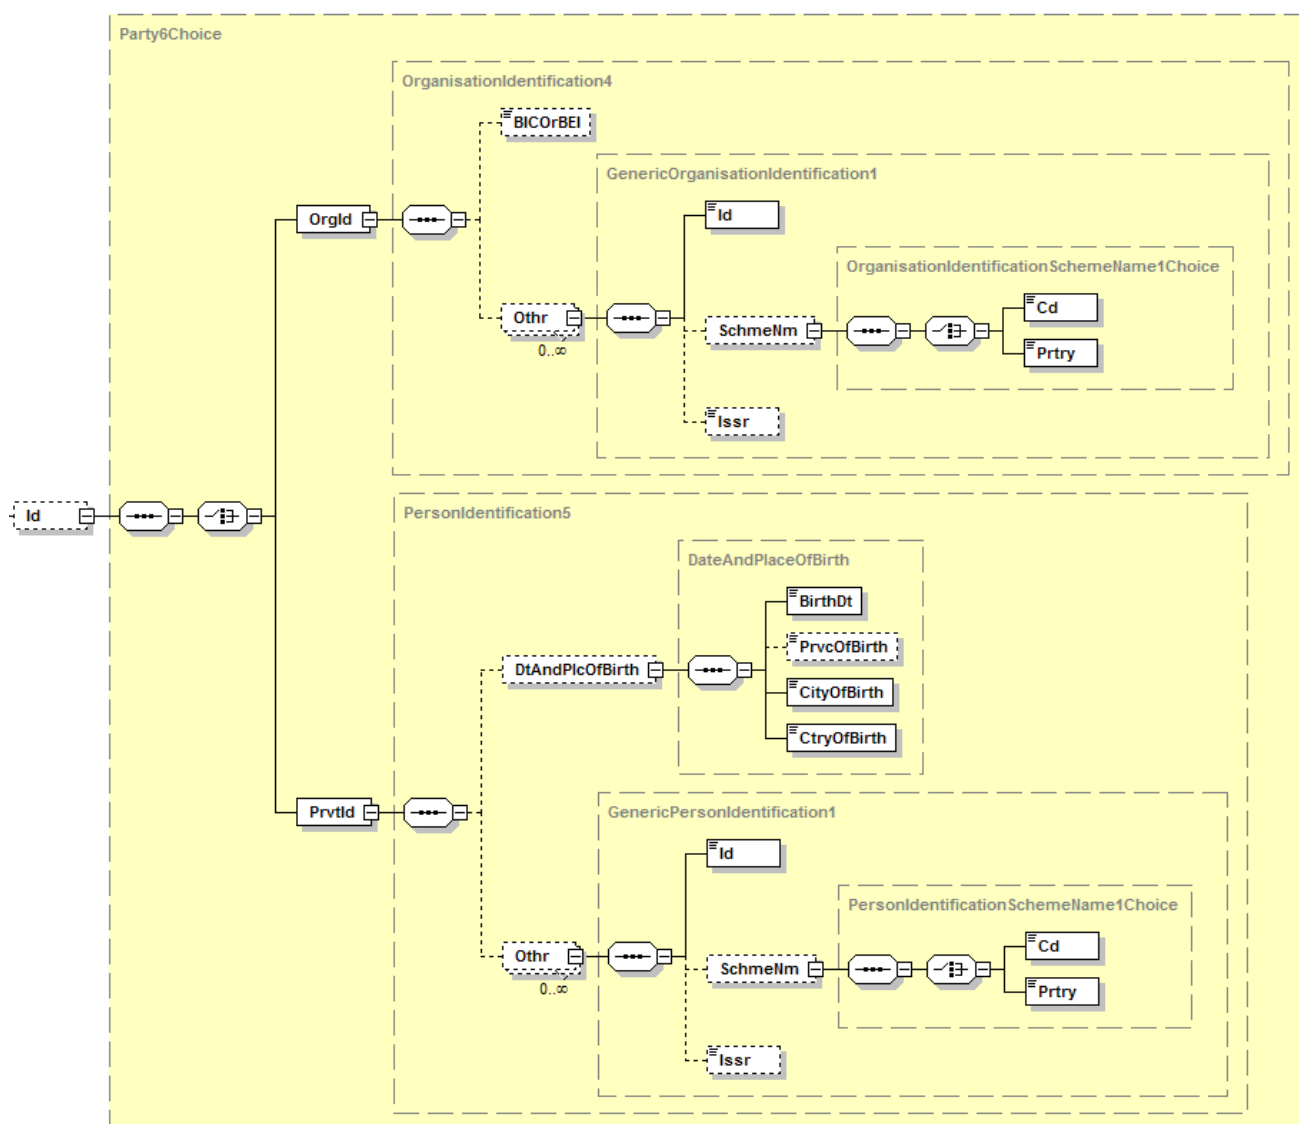 Party6Choice
OrganisationIdentification4
BICOrBEI
GenericOrganisationIdentification1
Id
OrgId
OrganisationIdentificationSchemeName1Choice
Cd
Othr
0..∞
SchmeNm
Prtry
Issr
Id
PersonIdentification5
DateAndPlaceOfBirth
BirthDt
PrvcOfBirth
DtAndPlcOfBirth
CityOfBirth
CtryOfBirth
PrvtId
GenericPersonIdentification1
Id
PersonIdentificationSchemeName1Choice
Cd
Othr
0..∞
SchmeNm
Prtry
Issr